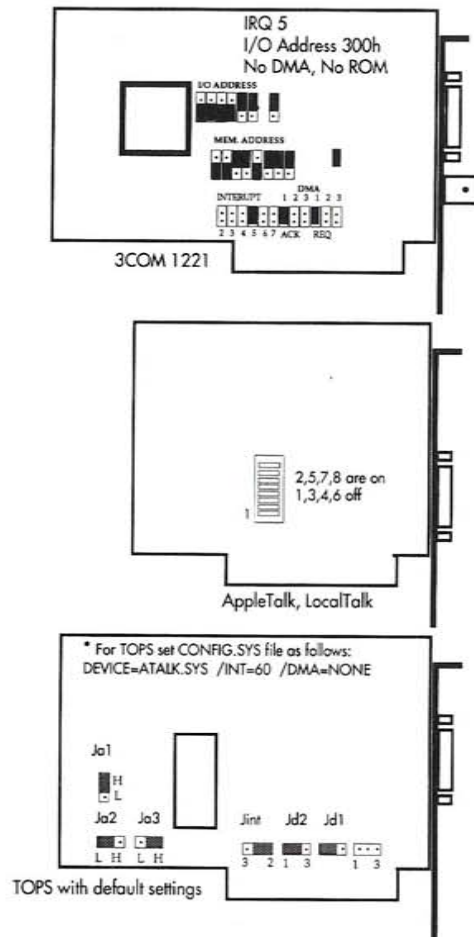 IRQ 5
I/O Address 300h
No DMA, No ROM
I/O ADDRESS
MEM. ADDRESS
DMA
INTERUPT 1 2 3 1 2 3
2 3 4 5 6 7 ACK REQ
3COM 1221
2,5,7,8 are on
1,3,4,6 off
1
AppleTalk, LocalTalk
* For TOPS set CONFIG.SYS file as follows:
DEVICE=ATALK.SYS /INT=60 /DMA=NONE
Ja1
H
L
Ja2 Ja3 Jint Jd2 Jd1
L H L H 3 2 1 3 1 3
TOPS with default settings